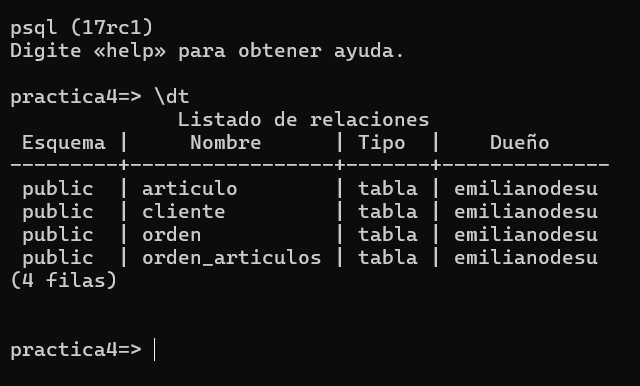 psql (17rc1)
Digite «help» para obtener ayuda.
practica4=> \dt
Listado de relaciones
Esquema |     Nombre      | Tipo  |    Dueño
---------+-----------------+-------+--------------
public  | articulo        | tabla | emilianodesu
public  | cliente         | tabla | emilianodesu
public  | orden           | tabla | emilianodesu
public  | orden_articulos | tabla | emilianodesu
(4 filas)
practica4=>